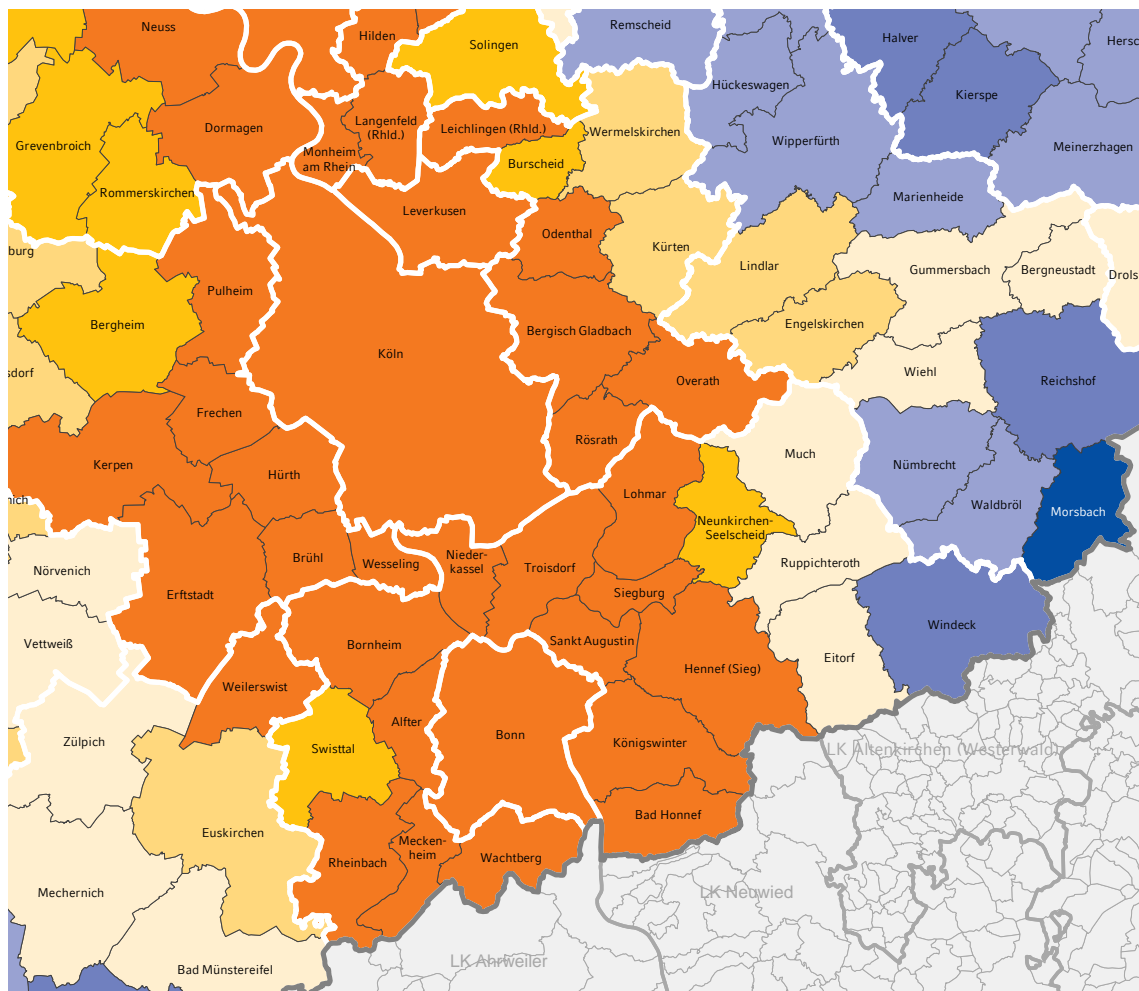 Neuss
Hilden
Solingen
Remscheid
Halver
Hersc
Hückeswagen
Kierspe
Langenfeld
(Rhld.)
Leichlingen (Rhld.)
Wermelskirchen
Dormagen
Grevenbroich
Monheim
am Rhein
Burscheid
Wipperfürth
Meinerzhagen
Rommerskirchen
Marienheide
Leverkusen
Odenthal
Kürten
burg
Lindlar
Gummersbach
Bergneustadt
Drols
Pulheim
Bergheim
Bergisch Gladbach
Engelskirchen
Köln
sdorf
Overath
Wiehl
Reichshof
Frechen
Rösrath
Much
Kerpen
Hürth
Nümbrecht
Lohmar
nich
Waldbröl
Morsbach
Neunkirchen-
Seelscheid
Brühl
Wesseling
Nieder-
kassel
Troisdorf
Ruppichteroth
Nörvenich
Erftstadt
Siegburg
Windeck
Vettweiß
Bornheim
Sankt Augustin
Hennef (Sieg)
Eitorf
Weilerswist
Alfter
Zülpich
Swisttal
Bonn
Königswinter
LK Altenkirchen (Westerwald)
Bad Honnef
Euskirchen
Rheinbach
Mecken-
heim
Wachtberg
Mechernich
LK Neuwied
Bad Münstereifel
LK Ahrweiler